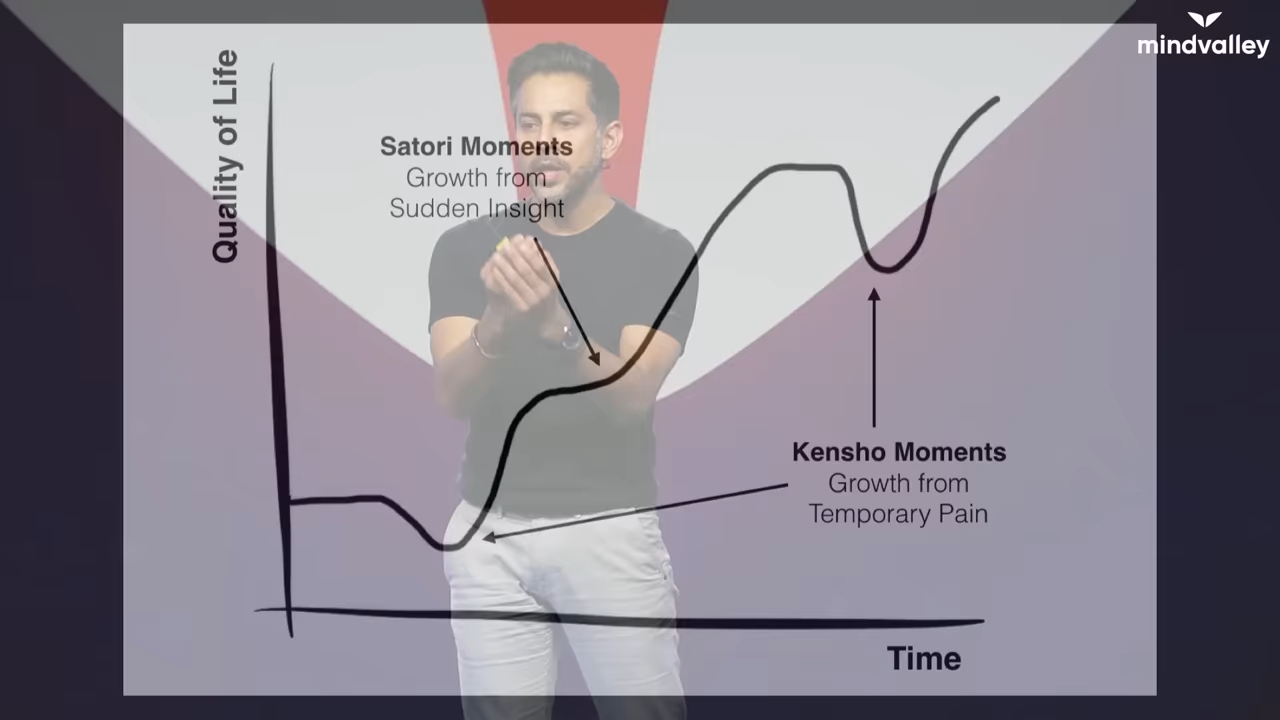 mindvalley
Quality of Life
Satori Moments
Growth from
Sudden Insight
Kensho Moments
Growth from
Temporary Pain
Time